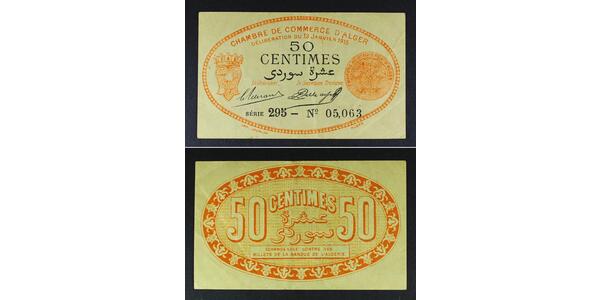 CHAMBRE DE COMMERCE D'ALGER
DÉLIBÉRATION DU 13 JANVIER 1915
50
CENTIMES
عشرة سوردي
SÉRIE 295 – Nº 05,063
50 CENTIMES 50
عشرة
سوردي
ÉCHANGEABLE CONTRE DES
BILLETS DE LA BANQUE DE L'ALGÉRIE